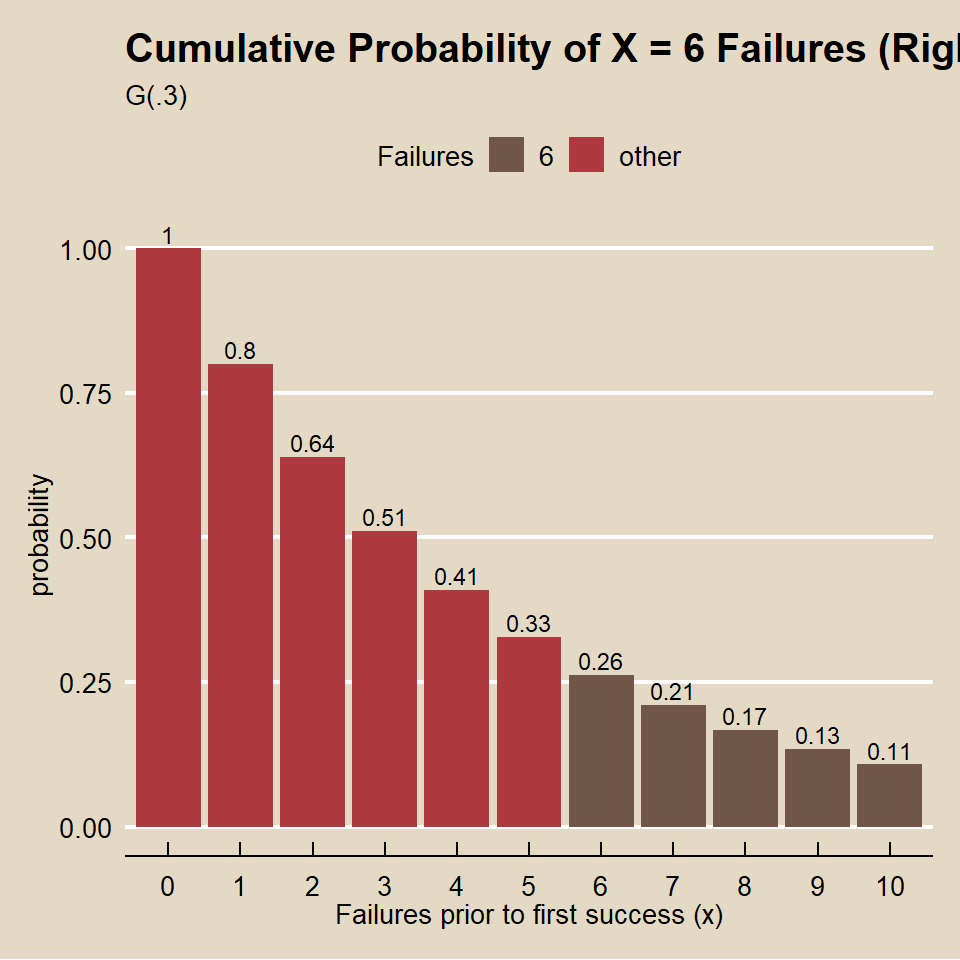 Cumulative Probability of X = 6 Failures (Righ
G(.3)
Failures 6 other
1
1.00
0.8
0.75
0.64
0.51
0.50
0.41
0.33
0.26
0.25
0.21
0.17
0.13
0.11
0.00
probability
0 1 2 3 4 5 6 7 8 9 10
Failures prior to first success (x)